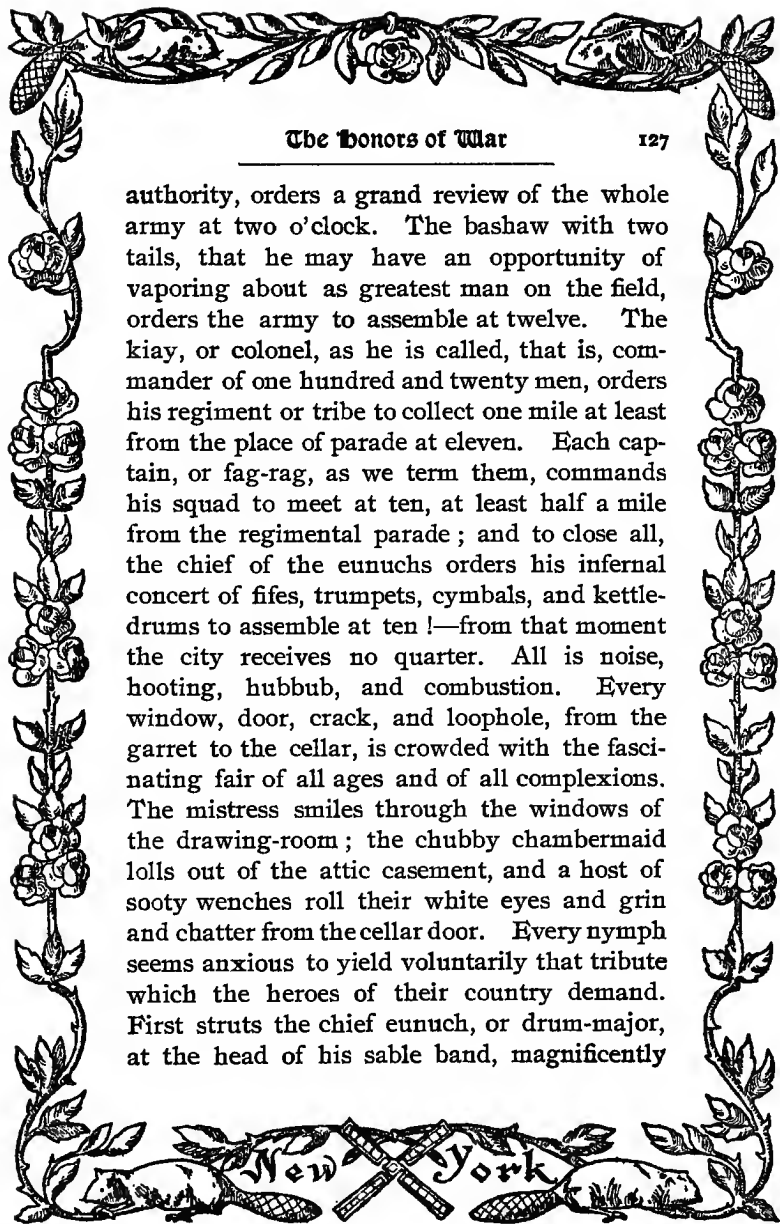 The Honors of War 127
authority, orders a grand review of the whole
army at two o'clock. The bashaw with two
tails, that he may have an opportunity of
vaporing about as greatest man on the field,
orders the army to assemble at twelve. The
kiay, or colonel, as he is called, that is, com-
mander of one hundred and twenty men, orders
his regiment or tribe to collect one mile at least
from the place of parade at eleven. Each cap-
tain, or fag-rag, as we term them, commands
his squad to meet at ten, at least half a mile
from the regimental parade ; and to close all,
the chief of the eunuchs orders his infernal
concert of fifes, trumpets, cymbals, and kettle-
drums to assemble at ten !—from that moment
the city receives no quarter. All is noise,
hooting, hubbub, and combustion. Every
window, door, crack, and loophole, from the
garret to the cellar, is crowded with the fasci-
nating fair of all ages and of all complexions.
The mistress smiles through the windows of
the drawing-room ; the chubby chambermaid
lolls out of the attic casement, and a host of
sooty wenches roll their white eyes and grin
and chatter from the cellar door. Every nymph
seems anxious to yield voluntarily that tribute
which the heroes of their country demand.
First struts the chief eunuch, or drum-major,
at the head of his sable band, magnificently
New York